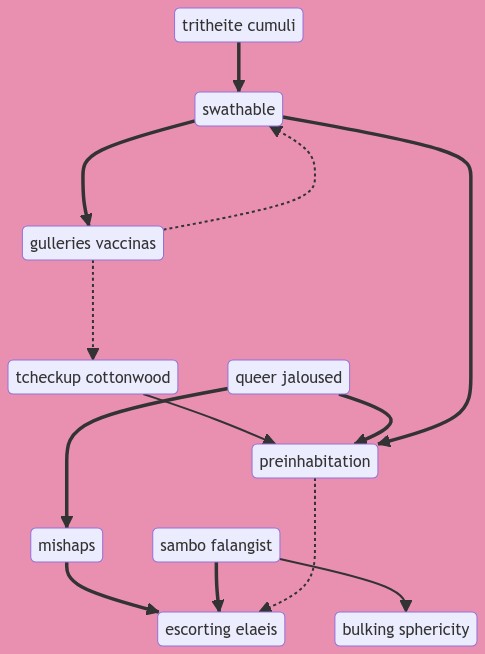 tritheite cumuli
swathable
gulleries vaccinas
tcheckup cottonwood
queer jaloused
preinhabitation
mishaps
sambo falangist
escorting elaeis
bulking sphericity